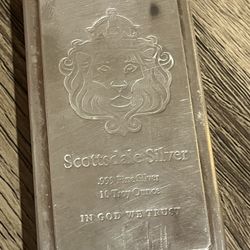 Scottsdale Silver
.999 Fine Silver
10 Troy Ounce
IN GOD WE TRUST